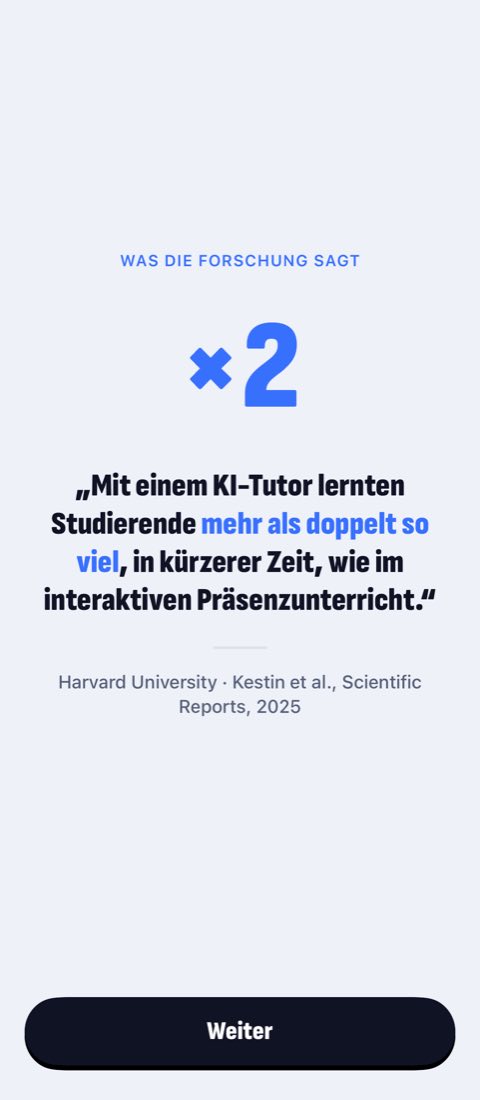 WAS DIE FORSCHUNG SAGT
×2
„Mit einem KI-Tutor lernten
Studierende mehr als doppelt so
viel, in kürzerer Zeit, wie im
interaktiven Präsenzunterricht.“
Harvard University · Kestin et al., Scientific
Reports, 2025
Weiter